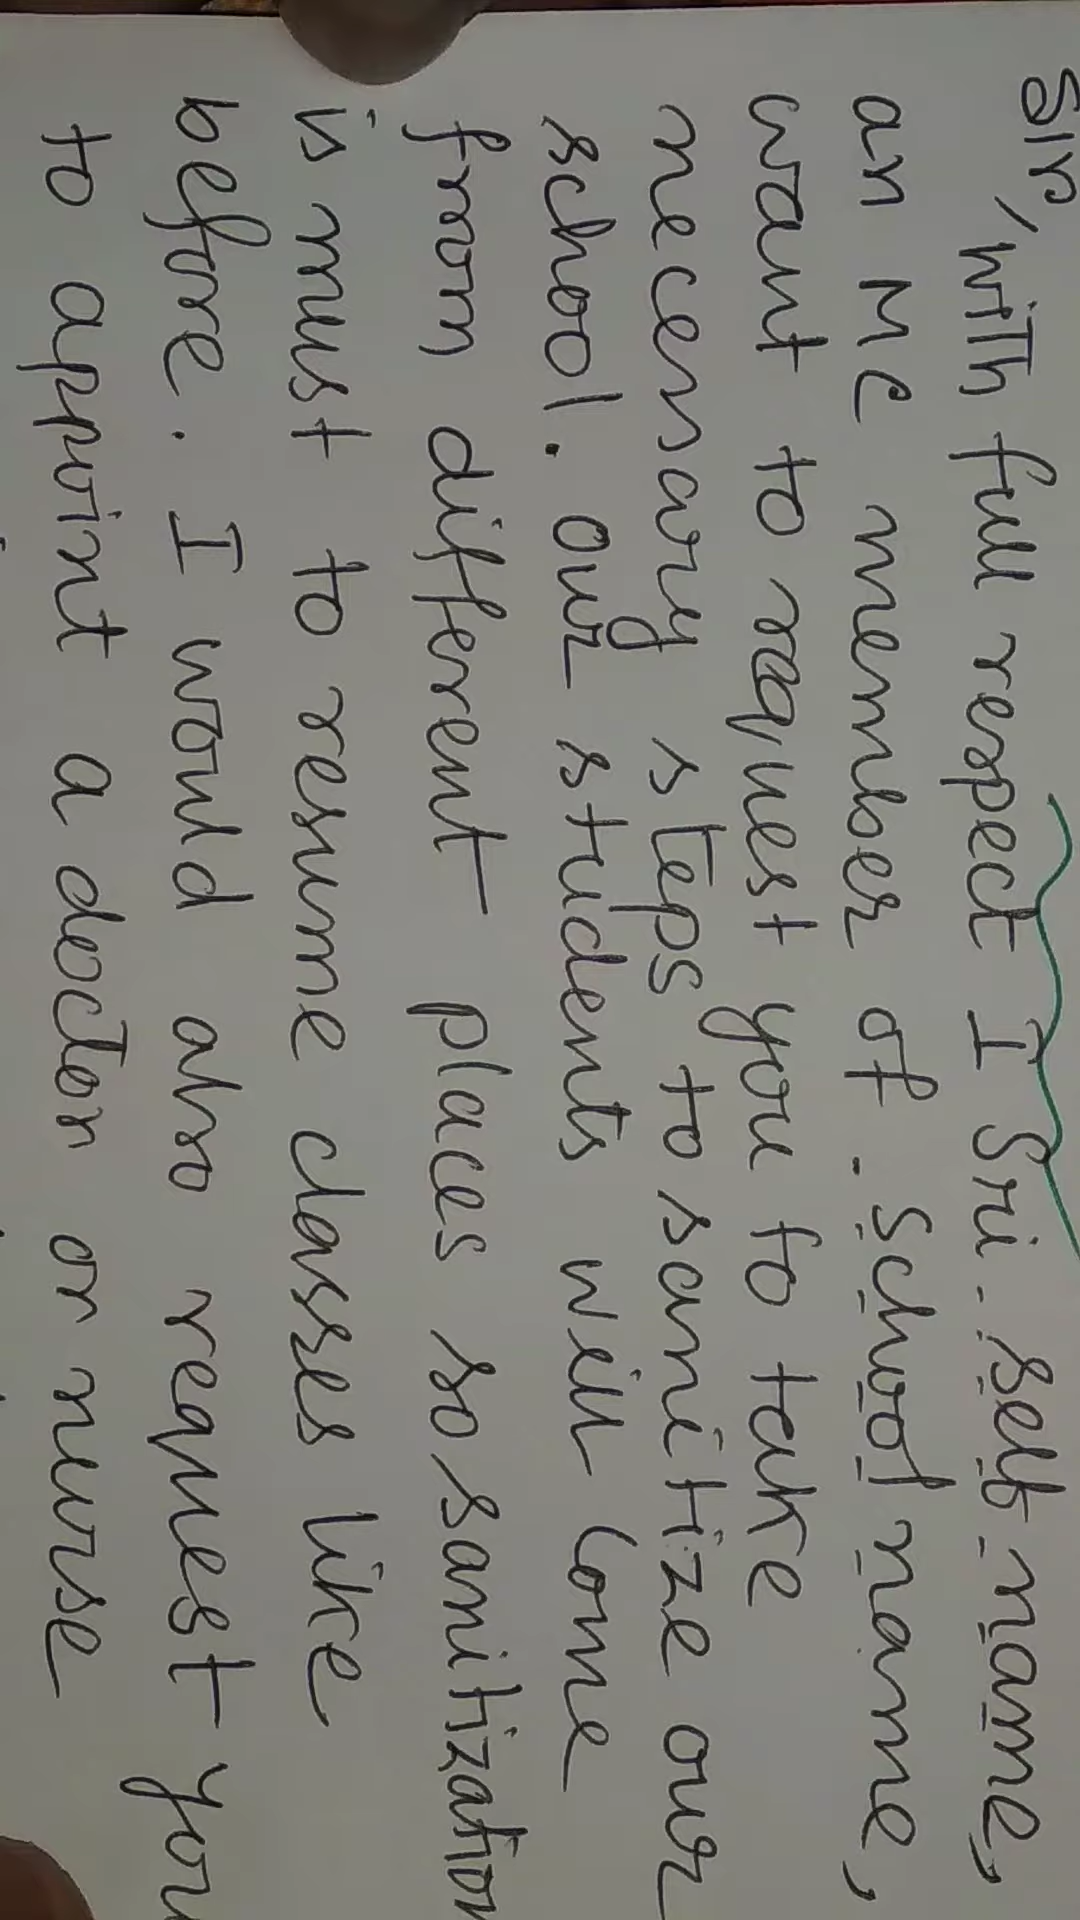 Sir,
with full respect I Sri. self name,
an MC member of . school name,
want to request you to take
necessary steps to sanitize our
school. Our students will come
from different places so sanitization
is must to resume classes like
before. I would also request you
to appoint a doctor or nurse